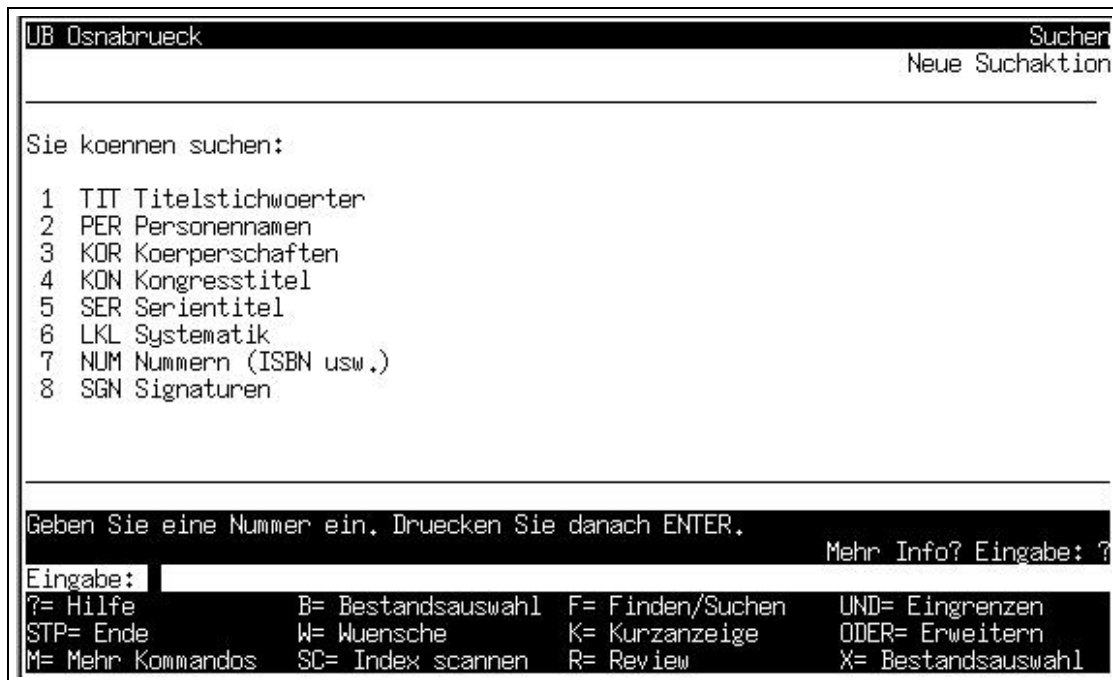 UB Osnabrueck Suchen
Neue Suchaktion
Sie koennen suchen:
1 TIT Titelstichwoerter
2 PER Personennamen
3 KOR Koerperschaften
4 KON Kongresstitel
5 SER Serientitel
6 LKL Systematik
7 NUM Nummern (ISBN usw.)
8 SGN Signaturen
Geben Sie eine Nummer ein. Druecken Sie danach ENTER.
Mehr Info? Eingabe: ?
Eingabe:
?= Hilfe B= Bestandsauswahl F= Finden/Suchen UND= Eingrenzen
STP= Ende W= Wuensche K= Kurzanzeige ODER= Erweitern
M= Mehr Kommandos SC= Index scannen R= Review X= Bestandsauswahl